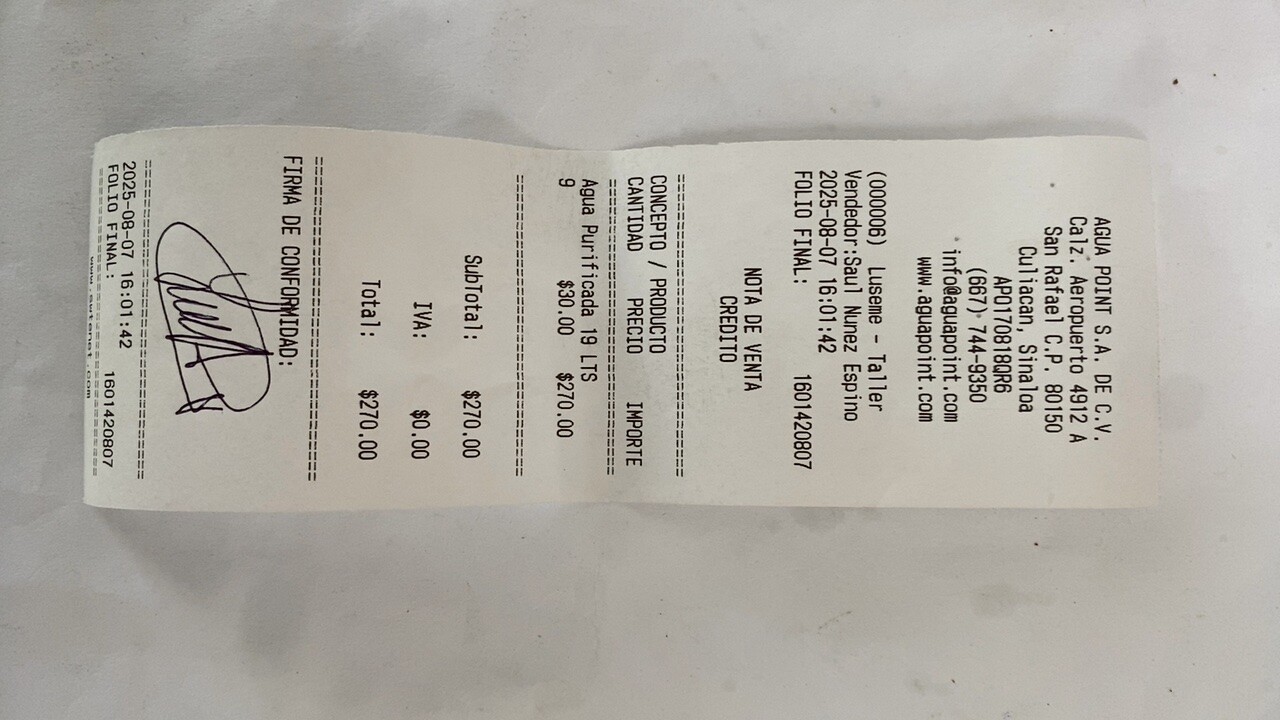 AGUA POINT S.A. DE C.V.
Calz. Aeropuerto 4912 A
San Rafael C.P. 80150
Culiacan, Sinaloa
APO170818QR6
(667)-744-9350
info@aguapoint.com
www.aguapoint.com
(000006) Luseme - Taller
Vendedor:Saul Nunez Espino
2025-08-07 16:01:42
FOLIO FINAL: 1601420807
NOTA DE VENTA
CREDITO
CONCEPTO / PRODUCTO
CANTIDAD PRECIO IMPORTE
Agua Purificada 19 LTS
9 $30.00 $270.00
SubTotal: $270.00
IVA: $0.00
Total: $270.00
FIRMA DE CONFORMIDAD:
2025-08-07 16:01:42
FOLIO FINAL: 1601420807